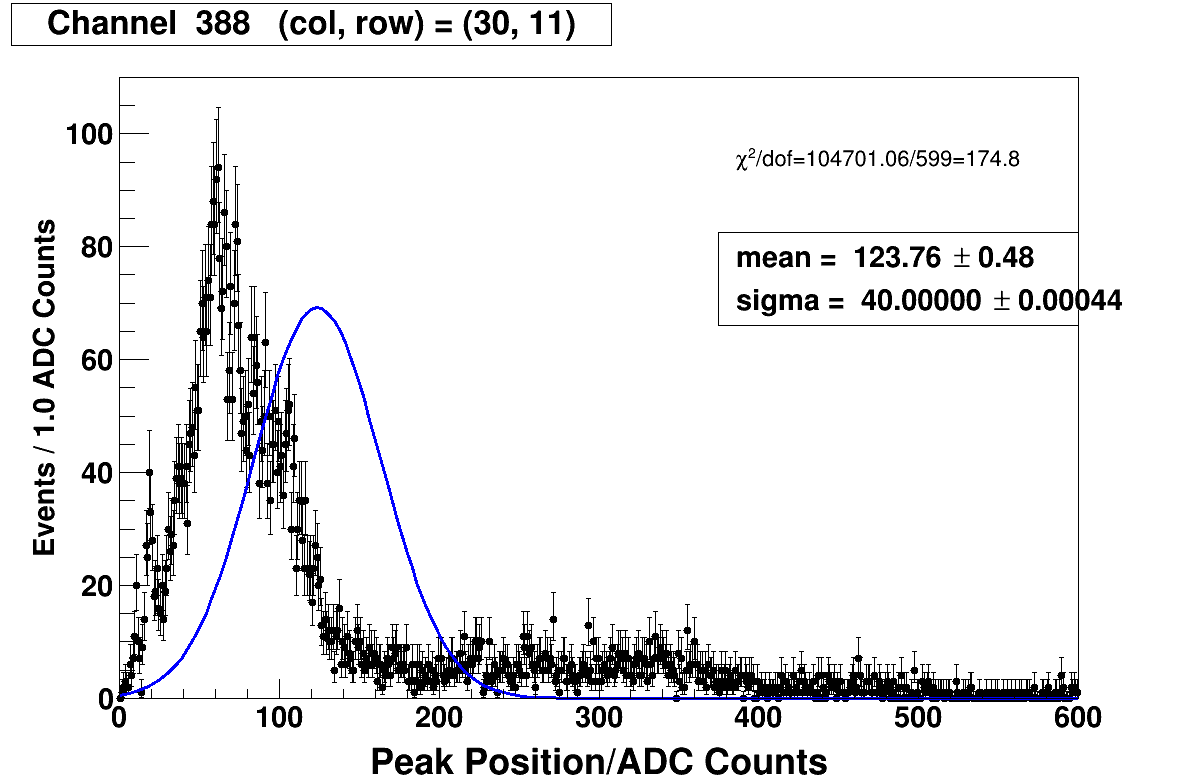 Channel 388 (col, row) = (30, 11)
χ²/dof=104701.06/599=174.8
mean = 123.76 ± 0.48
sigma = 40.00000 ± 0.00044
Events / 1.0 ADC Counts
100
80
60
40
20
0
0 100 200 300 400 500 600
Peak Position/ADC Counts